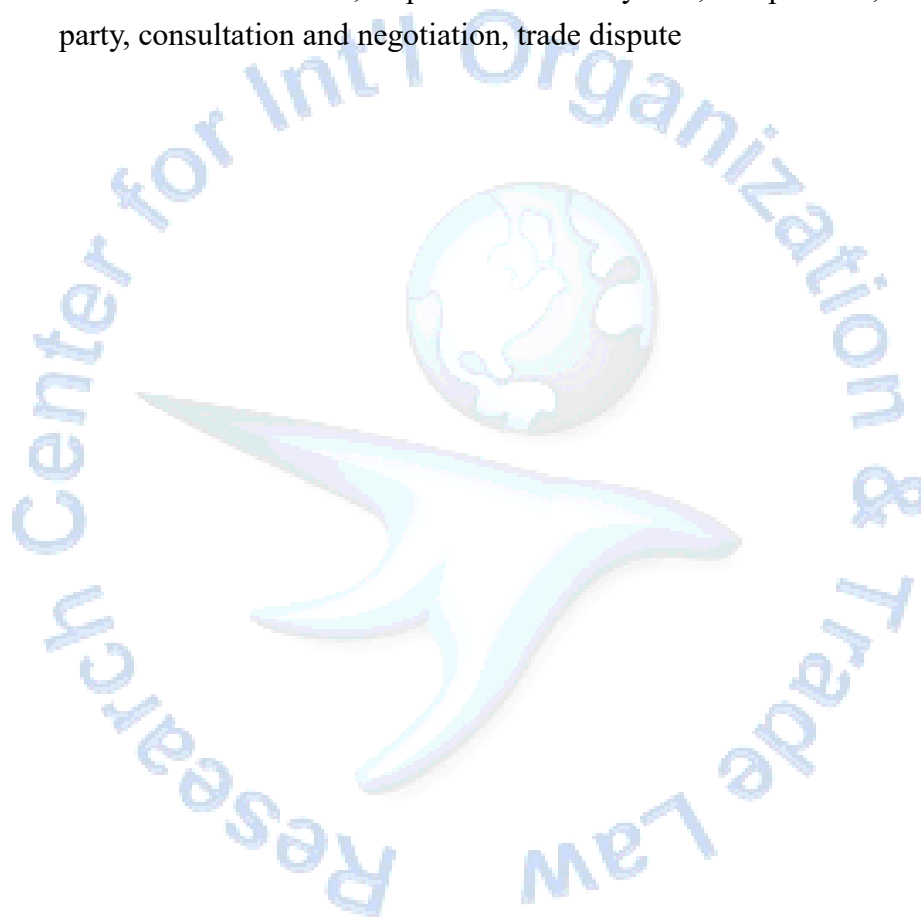 party, consultation and negotiation, trade dispute
Research Center for Int'l Organization & Trade Law